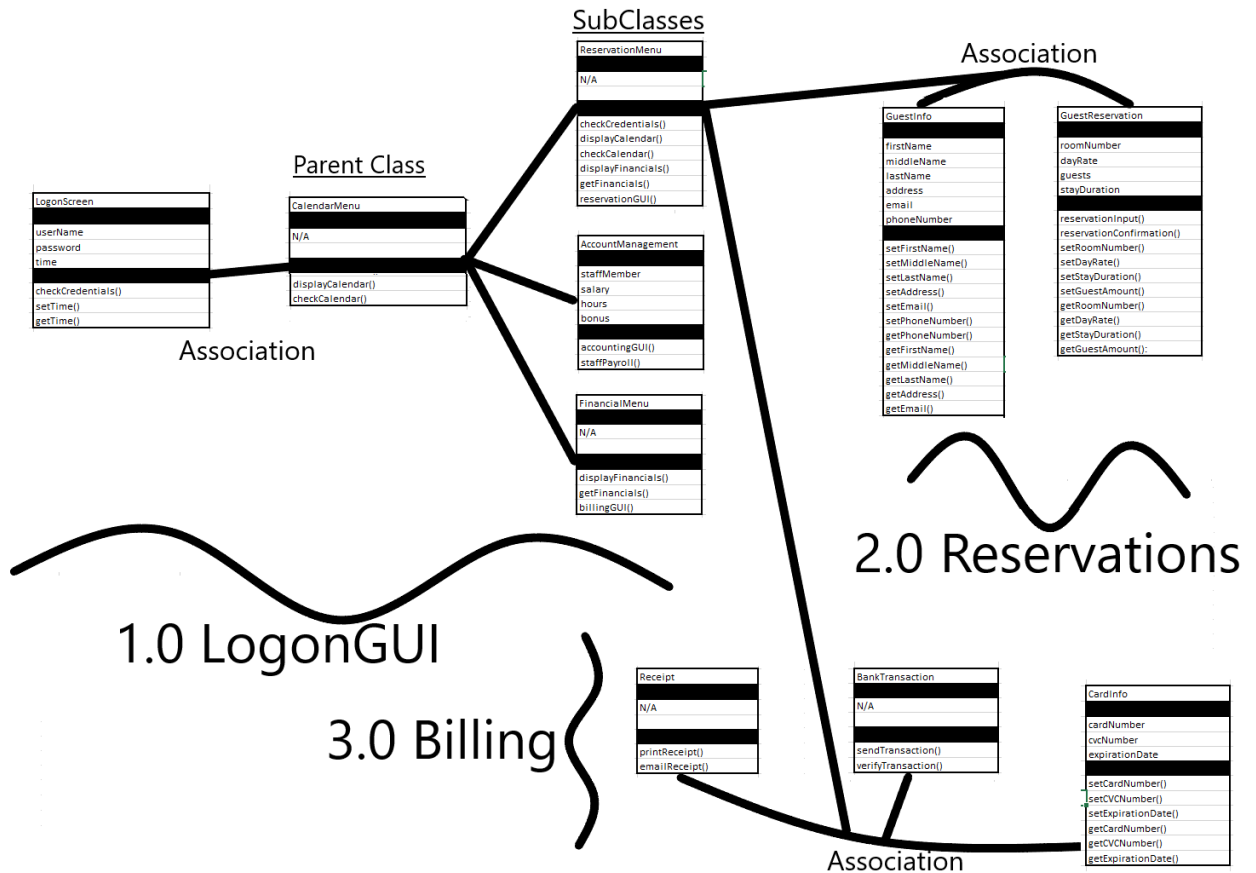 SubClasses
ReservationMenu
N/A
checkCredentials()
displayCalendar()
checkCalendar()
displayFinancials()
getFinancials()
reservationGUI()
Association
GuestInfo
firstName
middleName
lastName
address
email
phoneNumber
setFirstName()
setMiddleName()
setLastName()
setAddress()
setEmail()
setPhoneNumber()
getPhoneNumber()
getFirstName()
getMiddleName()
getLastName()
getAddress()
getEmail()
GuestReservation
roomNumber
dayRate
guests
stayDuration
reservationInput()
reservationConfirmation()
setRoomNumber()
setDayRate()
setStayDuration()
setGuestAmount()
getRoomNumber()
getDayRate()
getStayDuration()
getGuestAmount():
Parent Class
CalendarMenu
N/A
displayCalendar()
checkCalendar()
LogonScreen
userName
password
time
checkCredentials()
setTime()
getTime()
Association
AccountManagement
staffMember
salary
hours
bonus
accountingGUI()
staffPayroll()
FinancialMenu
N/A
displayFinancials()
getFinancials()
billingGUI()
2.0 Reservations
1.0 LogonGUI
3.0 Billing
Receipt
N/A
printReceipt()
emailReceipt()
BankTransaction
N/A
sendTransaction()
verifyTransaction()
CardInfo
cardNumber
cvcNumber
expirationDate
setCardNumber()
setCVCNumber()
setExpirationDate()
getCardNumber()
getCVCNumber()
getExpirationDate()
Association